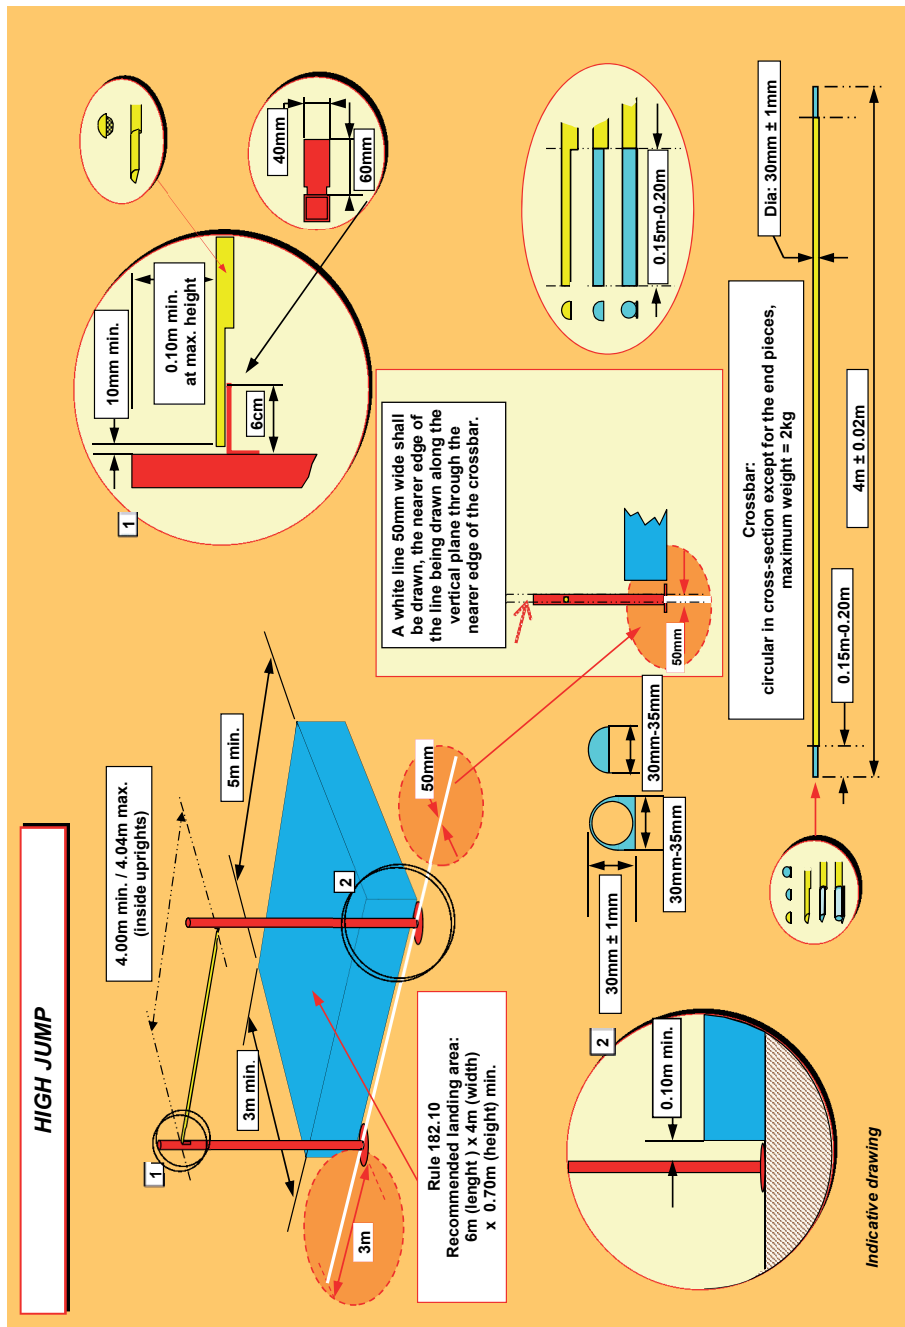 HIGH JUMP
4.00m min. / 4.04m max.
(inside uprights)
5m min.
3m min.
1
2
3m
50mm
Rule 182.10
Recommended landing area:
6m (lenght ) x 4m (width)
x 0.70m (height) min.
1
10mm min.
0.10m min.
at max. height
6cm
40mm
60mm
A white line 50mm wide shall
be drawn, the nearer edge of
the line being drawn along the
vertical plane through the
nearer edge of the crossbar.
50mm
0.15m-0.20m
2
0.10m min.
30mm ± 1mm
30mm-35mm
30mm-35mm
Crossbar:
circular in cross-section except for the end pieces,
maximum weight = 2kg
Dia: 30mm ± 1mm
0.15m-0.20m
4m ± 0.02m
Indicative drawing